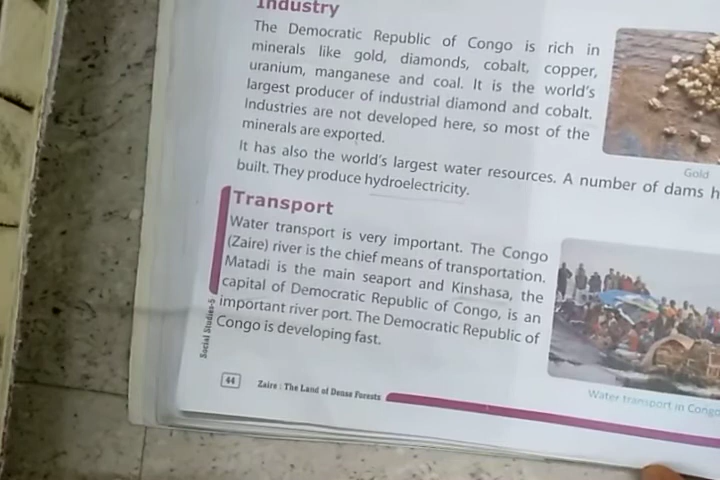 Industry
The Democratic Republic of Congo is rich in
minerals like gold, diamonds, cobalt, copper,
uranium, manganese and coal. It is the world's
largest producer of industrial diamond and cobalt.
Industries are not developed here, so most of the
minerals are exported.
Gold
It has also the world's largest water resources. A number of dams h
built. They produce hydroelectricity.
Transport
Water transport is very important. The Congo
(Zaire) river is the chief means of transportation.
Matadi is the main seaport and Kinshasa, the
capital of Democratic Republic of Congo, is an
important river port. The Democratic Republic of
Congo is developing fast.
Water transport in Congo
Social Studies-5
44
Zaire : The Land of Dense Forests